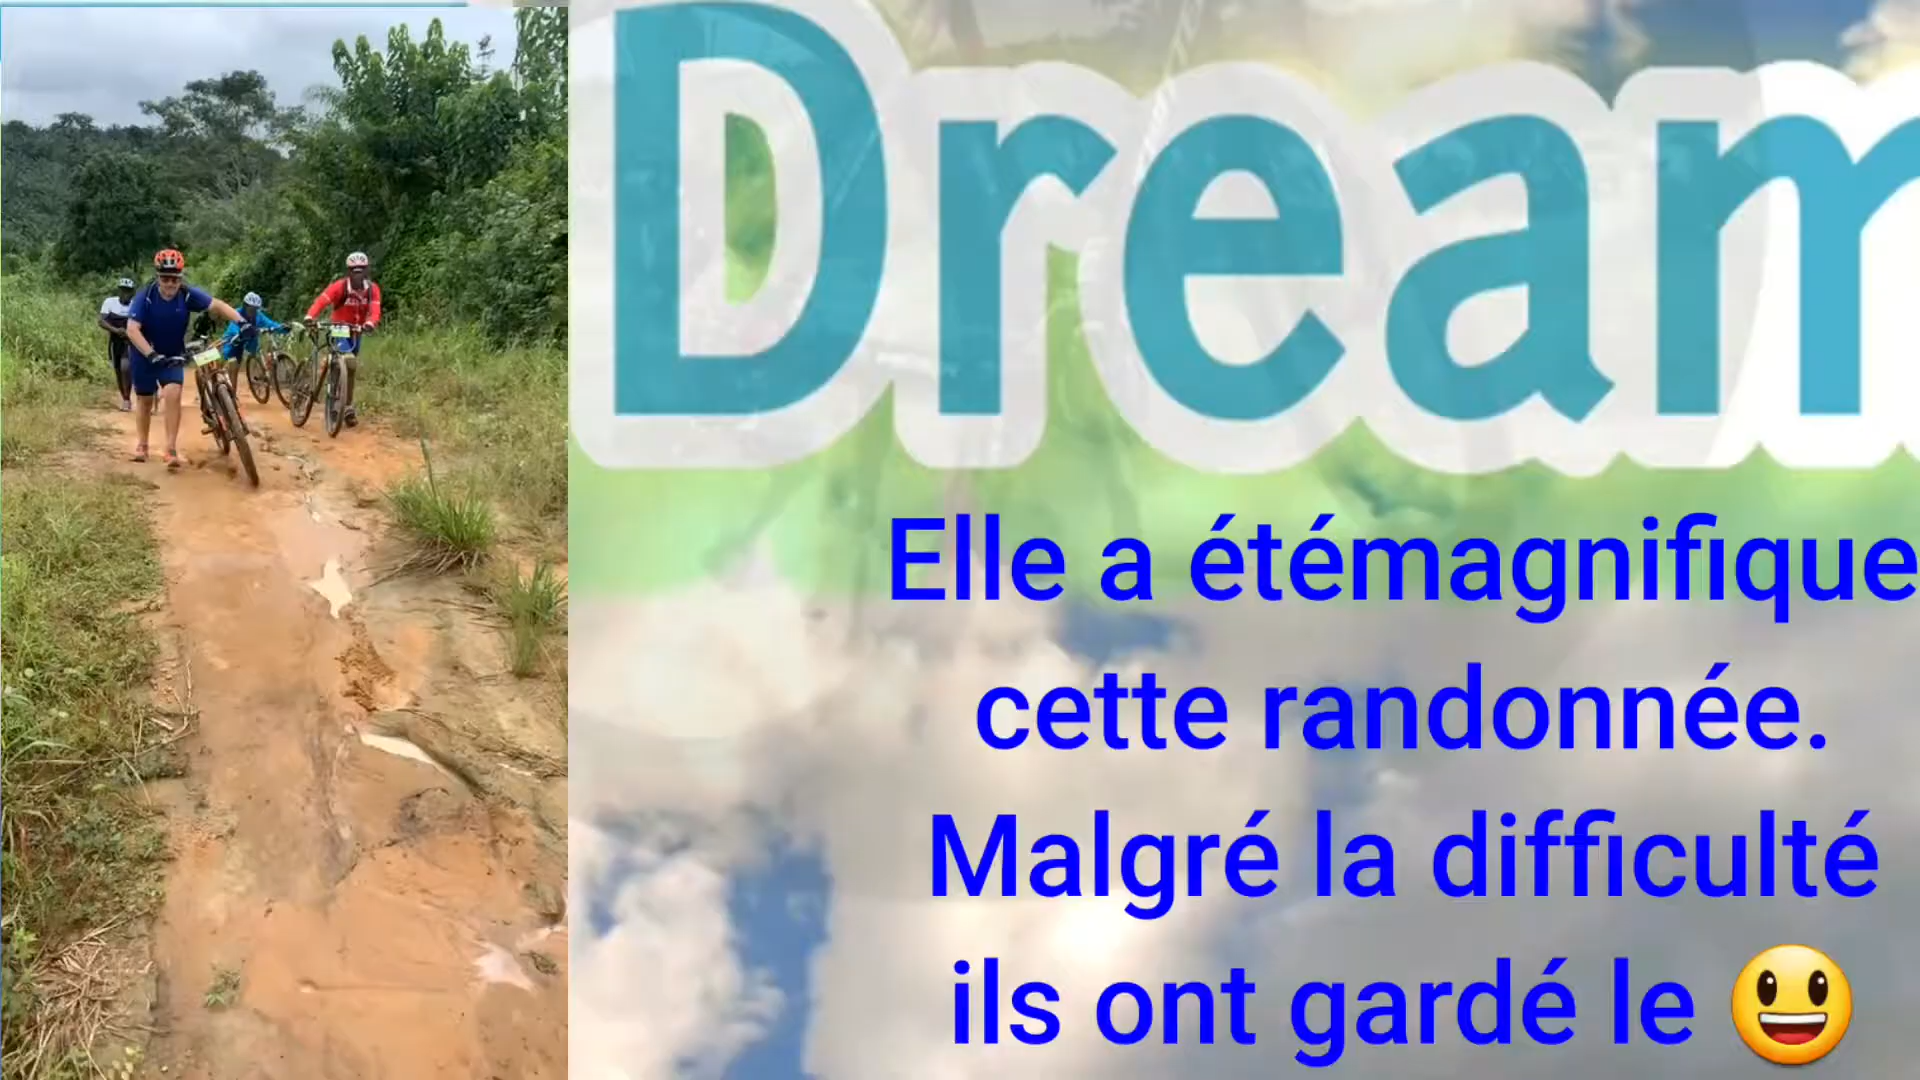 Dream
Elle a étémagnifique
cette randonnée.
Malgré la difficulté
ils ont gardé le 😃